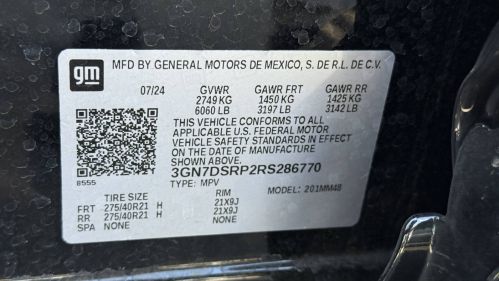 gm MFD BY GENERAL MOTORS DE MEXICO, S. DE R.L. DE C.V.
07/24 GVWR GAWR FRT GAWR RR
2749 KG 1450 KG 1425 KG
6060 LB 3197 LB 3142 LB
THIS VEHICLE CONFORMS TO ALL
APPLICABLE U.S. FEDERAL MOTOR
VEHICLE SAFETY STANDARDS IN EFFECT
ON THE DATE OF MANUFACTURE SHOWN ABOVE.
3GN7DSRP2RS286770
8555 TYPE: MPV MODEL: 201MM48
TIRE SIZE RIM
FRT 275/40R21 H 21X9J
RR 275/40R21 H 21X9J
SPA NONE NONE